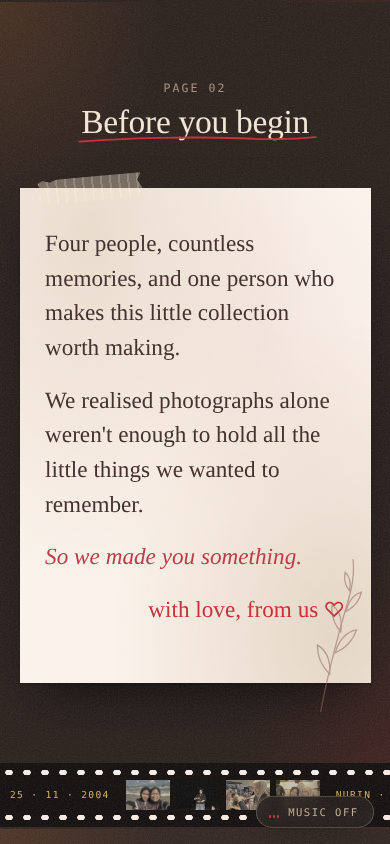 PAGE 02
Before you begin
Four people, countless
memories, and one person who
makes this little collection
worth making.
We realised photographs alone
weren't enough to hold all the
little things we wanted to
remember.
So we made you something.
with love, from us ♡
25 · 11 · 2004
NURIN ·
... MUSIC OFF